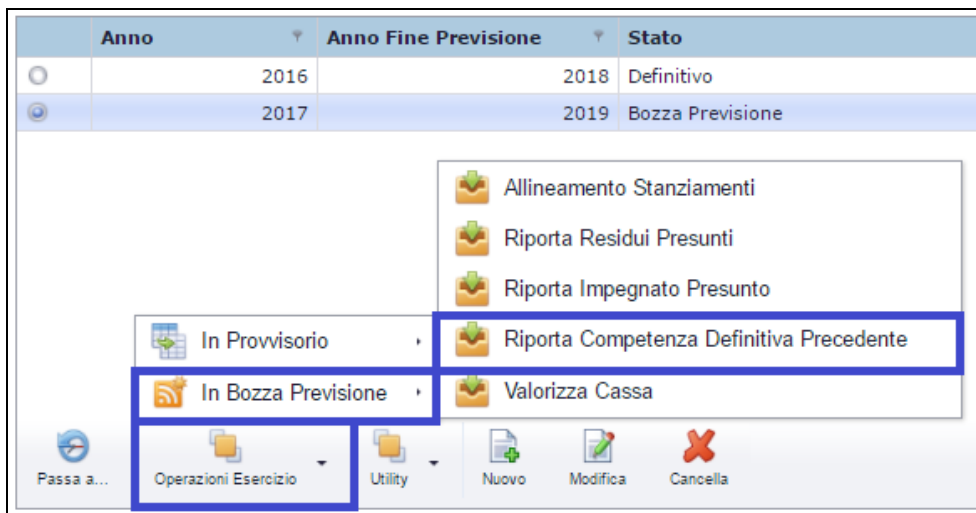 Anno Anno Fine Previsione Stato
2016 2018 Definitivo
2017 2019 Bozza Previsione
Allineamento Stanziamenti
Riporta Residui Presunti
Riporta Impegnato Presunto
In Provvisorio Riporta Competenza Definitiva Precedente
In Bozza Previsione Valorizza Cassa
Passa a... Operazioni Esercizio Utility Nuovo Modifica Cancella